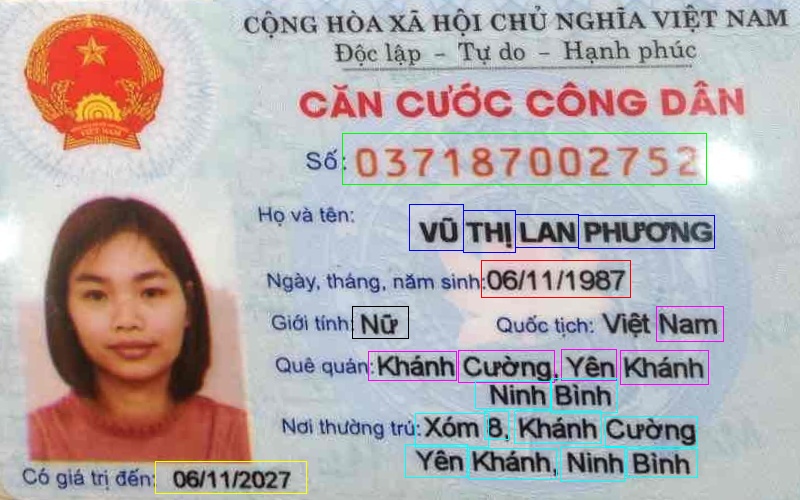 CỘNG HÒA XÃ HỘI CHỦ NGHĨA VIỆT NAM
Độc lập - Tự do - Hạnh phúc
CĂN CƯỚC CÔNG DÂN
Số: 037187002752
Họ và tên:
VŨ THỊ LAN PHƯƠNG
Ngày, tháng, năm sinh: 06/11/1987
Giới tính: Nữ Quốc tịch: Việt Nam
Quê quán: Khánh Cường, Yên Khánh
Ninh Bình
Nơi thường trú: Xóm 8, Khánh Cường
Yên Khánh, Ninh Bình
Có giá trị đến: 06/11/2027